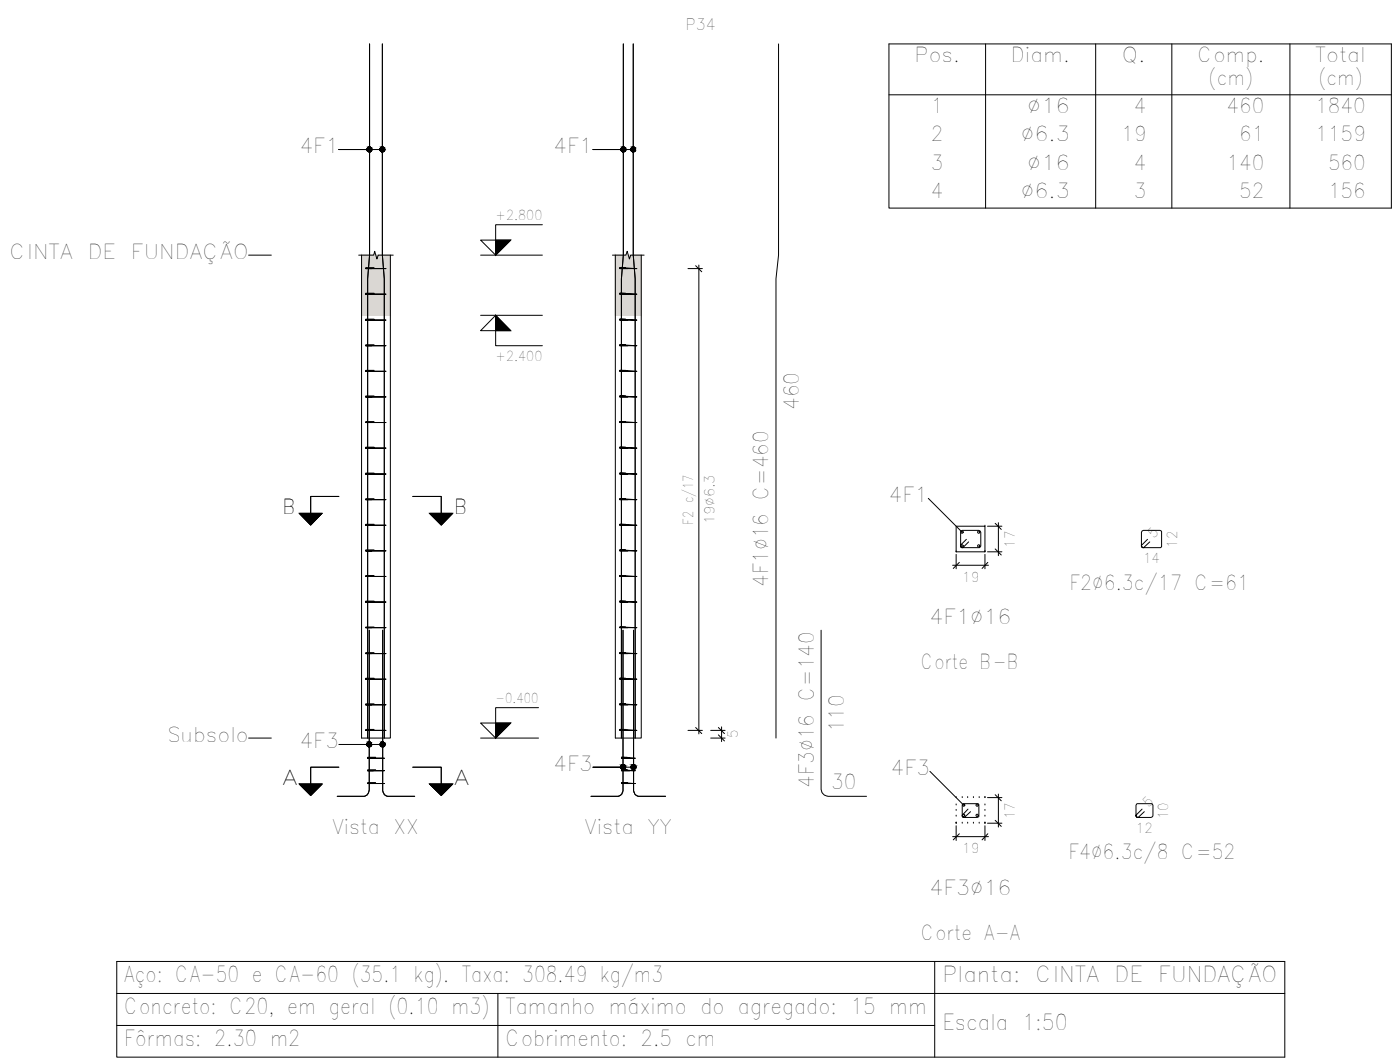 P34
Pos. Diam. Q. Comp. (cm) Total (cm)
1 ø16 4 460 1840
2 ø6.3 19 61 1159
3 ø16 4 140 560
4 ø6.3 3 52 156
4F1
4F1
+2.800
CINTA DE FUNDAÇÃO
+2.400
460
4F1ø16 C=460
F2 c/17
19ø6.3
B B
4F1
17
19
4F1ø16
Corte B-B
12
14
F2ø6.3c/17 C=61
-0.400
Subsolo
5
4F3
4F3
A A
4F3ø16 C=140
110
30
Vista XX
Vista YY
4F3
17
19
4F3ø16
Corte A-A
10
12
F4ø6.3c/8 C=52
Aço: CA-50 e CA-60 (35.1 kg). Taxa: 308.49 kg/m3
Planta: CINTA DE FUNDAÇÃO
Concreto: C20, em geral (0.10 m3)
Tamanho máximo do agregado: 15 mm
Escala 1:50
Fôrmas: 2.30 m2
Cobrimento: 2.5 cm